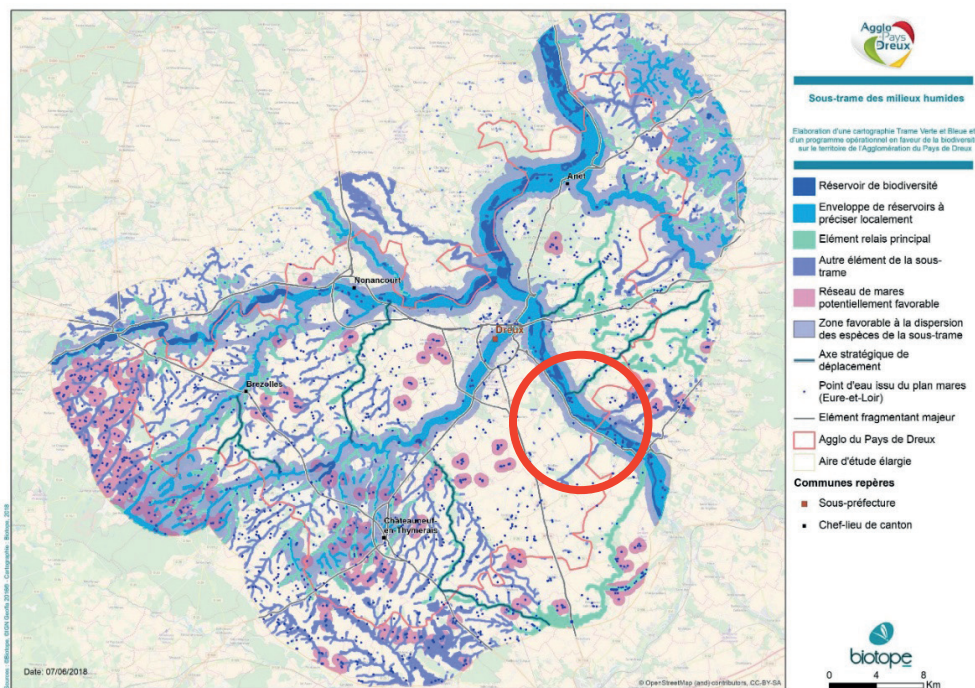 Anet
Nonancourt
Dreux
Brezolles
Châteauneuf
en-Thymerais
Date: 07/06/2018
© OpenStreetMap (and) contributors, CC-BY-SA
Agglo
Pays
Dreux
Sous-trame des milieux humides
Elaboration d'une cartographie Trame Verte et Bleue et
d'un programme opérationnel en faveur de la biodiversit
sur le territoire de l'Agglomération du Pays de Dreux
Réservoir de biodiversité
Enveloppe de réservoirs à
préciser localement
Elément relais principal
Autre élément de la sous-
trame
Réseau de mares
potentiellement favorable
Zone favorable à la dispersion
des espèces de la sous-trame
Axe stratégique de
déplacement
Point d'eau issu du plan mares
(Eure-et-Loir)
Elément fragmentant majeur
Agglo du Pays de Dreux
Aire d'étude élargie
Communes repères
Sous-préfecture
Chef-lieu de canton
biotope
0 4 8
Km